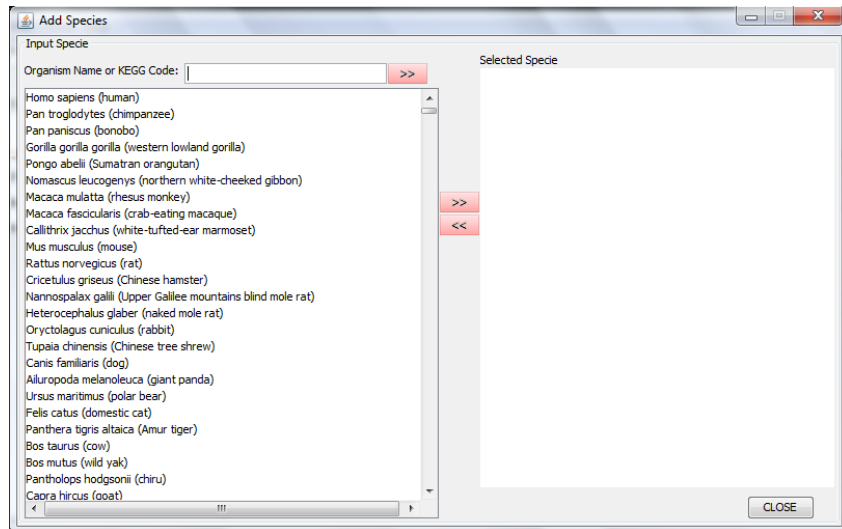 Add Species
Input Specie
Organism Name or KEGG Code:
>>
Selected Specie
Homo sapiens (human)
Pan troglodytes (chimpanzee)
Pan paniscus (bonobo)
Gorilla gorilla gorilla (western lowland gorilla)
Pongo abelii (Sumatran orangutan)
Nomascus leucogenys (northern white-cheeked gibbon)
Macaca mulatta (rhesus monkey)
Macaca fascicularis (crab-eating macaque)
Callithrix jacchus (white-tufted-ear marmoset)
Mus musculus (mouse)
Rattus norvegicus (rat)
Cricetulus griseus (Chinese hamster)
Nannospalax galili (Upper Galilee mountains blind mole rat)
Heterocephalus glaber (naked mole rat)
Oryctolagus cuniculus (rabbit)
Tupaia chinensis (Chinese tree shrew)
Canis familiaris (dog)
Ailuropoda melanoleuca (giant panda)
Ursus maritimus (polar bear)
Felis catus (domestic cat)
Panthera tigris altaica (Amur tiger)
Bos taurus (cow)
Bos mutus (wild yak)
Pantholops hodgsonii (chiru)
Capra hircus (goat)
>>
<<
CLOSE